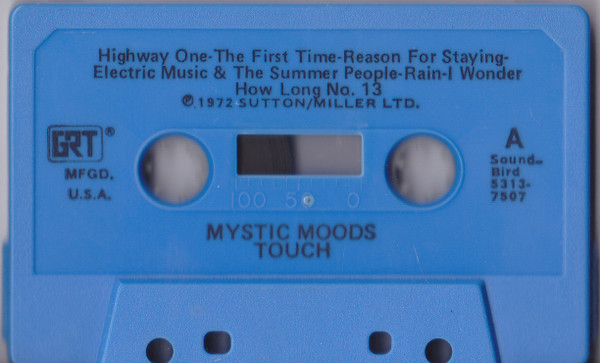 Highway One-The First Time-Reason For Staying-
Electric Music & The Summer People-Rain-I Wonder
How Long No. 13
℗1972 SUTTON/MILLER LTD.
GRT®
MFGD.
U.S.A.
A
Sound-
Bird
5313-
7507
100 50 0
MYSTIC MOODS
TOUCH